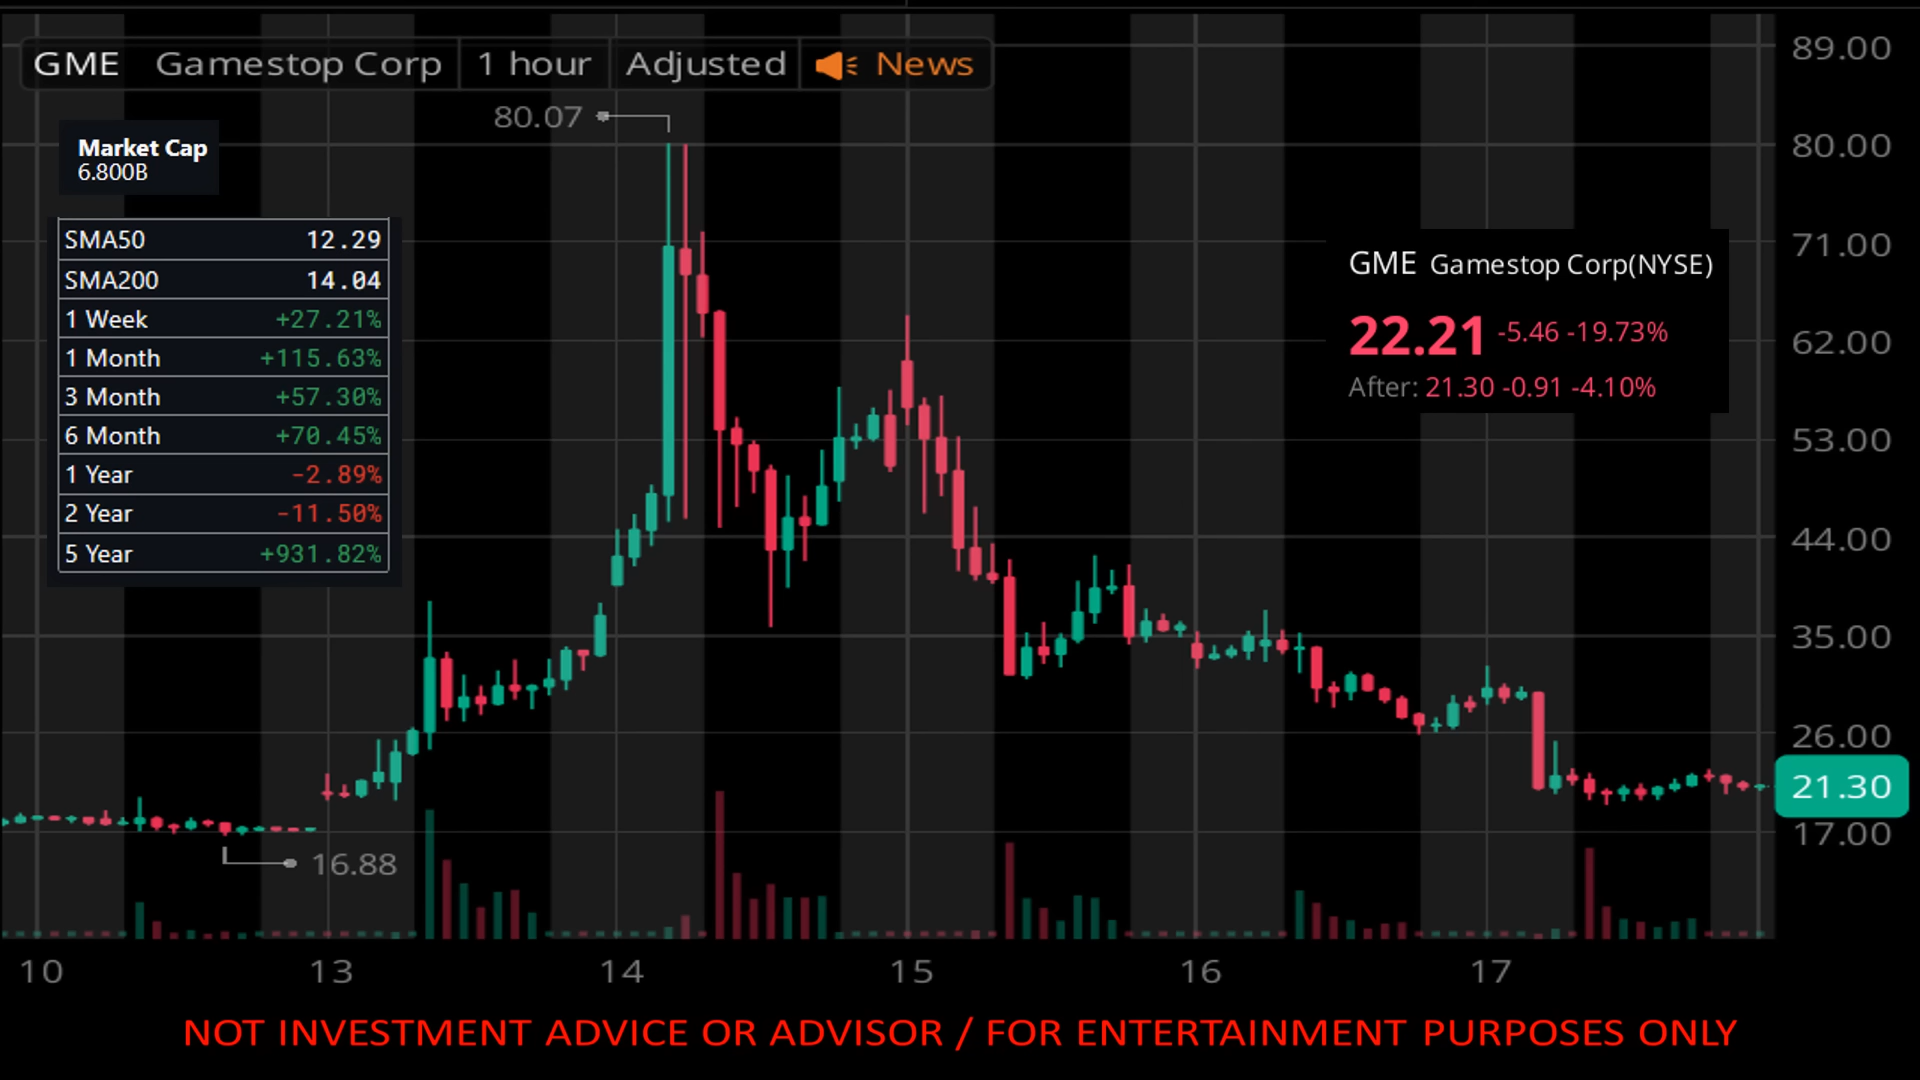 GME Gamestop Corp 1 hour Adjusted News
89.00
80.07
Market Cap
6.800B
80.00
SMA50 12.29
SMA200 14.04
1 Week +27.21%
1 Month +115.63%
3 Month +57.30%
6 Month +70.45%
1 Year -2.89%
2 Year -11.50%
5 Year +931.82%
71.00
GME Gamestop Corp(NYSE)
22.21 -5.46 -19.73%
After: 21.30 -0.91 -4.10%
62.00
53.00
44.00
35.00
26.00
21.30
17.00
16.88
10 13 14 15 16 17
NOT INVESTMENT ADVICE OR ADVISOR / FOR ENTERTAINMENT PURPOSES ONLY